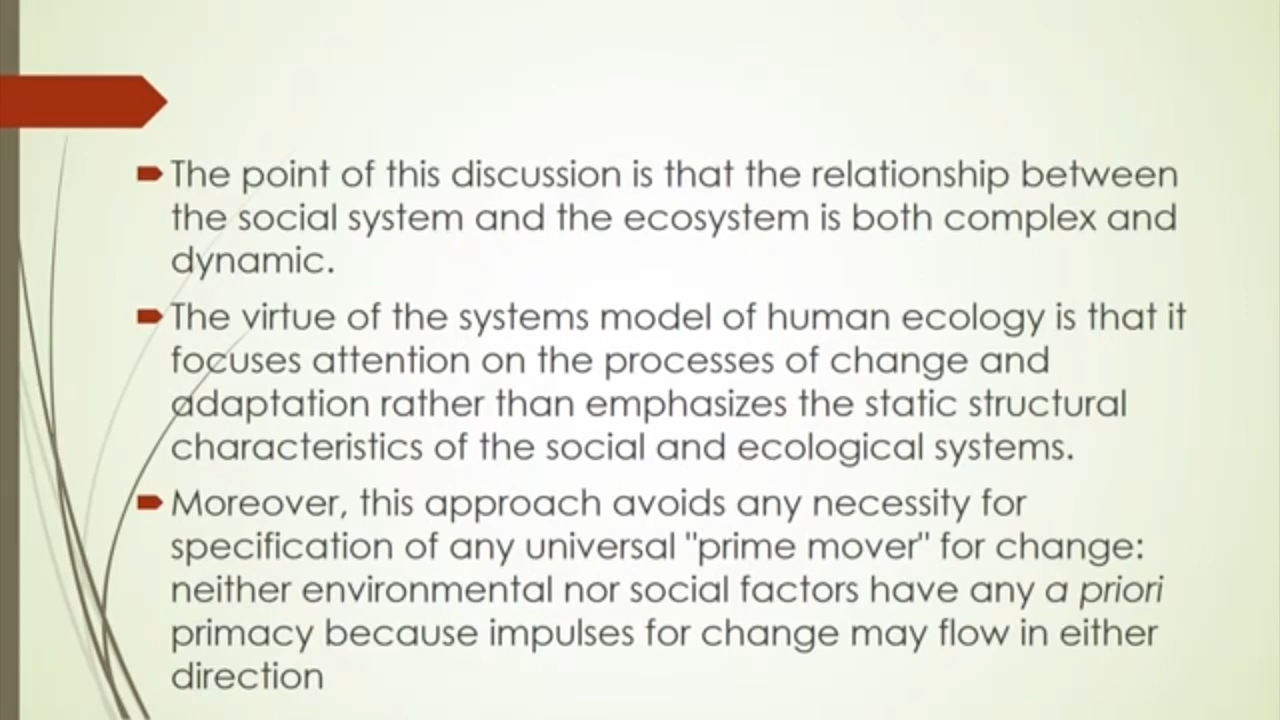 The point of this discussion is that the relationship between
the social system and the ecosystem is both complex and
dynamic.
The virtue of the systems model of human ecology is that it
focuses attention on the processes of change and
adaptation rather than emphasizes the static structural
characteristics of the social and ecological systems.
Moreover, this approach avoids any necessity for
specification of any universal "prime mover" for change:
neither environmental nor social factors have any a priori
primacy because impulses for change may flow in either
direction